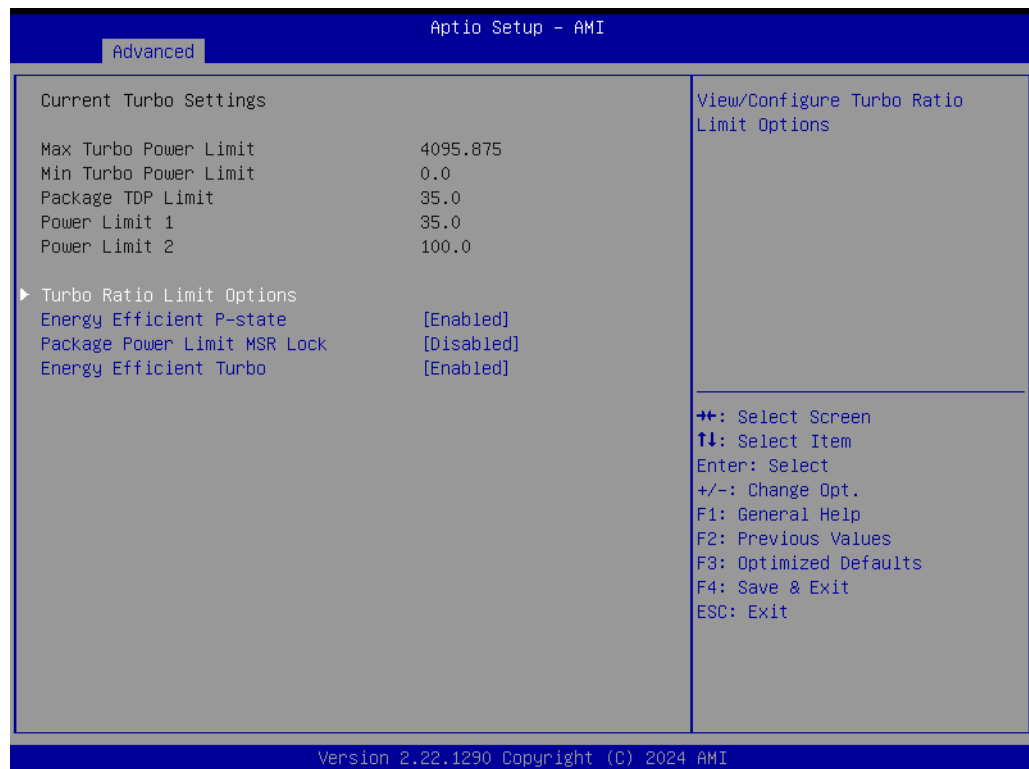 Aptio Setup – AMI
Advanced
Current Turbo Settings
Max Turbo Power Limit 4095.875
Min Turbo Power Limit 0.0
Package TDP Limit 35.0
Power Limit 1 35.0
Power Limit 2 100.0
Turbo Ratio Limit Options
Energy Efficient P-state [Enabled]
Package Power Limit MSR Lock [Disabled]
Energy Efficient Turbo [Enabled]
View/Configure Turbo Ratio
Limit Options
→←: Select Screen
↑↓: Select Item
Enter: Select
+/-: Change Opt.
F1: General Help
F2: Previous Values
F3: Optimized Defaults
F4: Save & Exit
ESC: Exit
Version 2.22.1290 Copyright (C) 2024 AMI